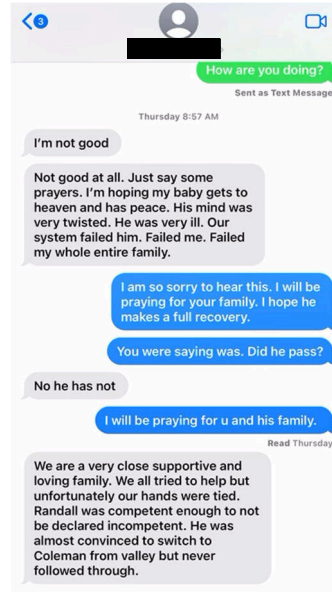 3
How are you doing?
Sent as Text Message
Thursday 8:57 AM
I'm not good
Not good at all. Just say some
prayers. I'm hoping my baby gets to
heaven and has peace. His mind was
very twisted. He was very ill. Our
system failed him. Failed me. Failed
my whole entire family.
I am so sorry to hear this. I will be
praying for your family. I hope he
makes a full recovery.
You were saying was. Did he pass?
No he has not
I will be praying for u and his family.
Read Thursday
We are a very close supportive and
loving family. We all tried to help but
unfortunately our hands were tied.
Randall was competent enough to not
be declared incompetent. He was
almost convinced to switch to
Coleman from valley but never
followed through.